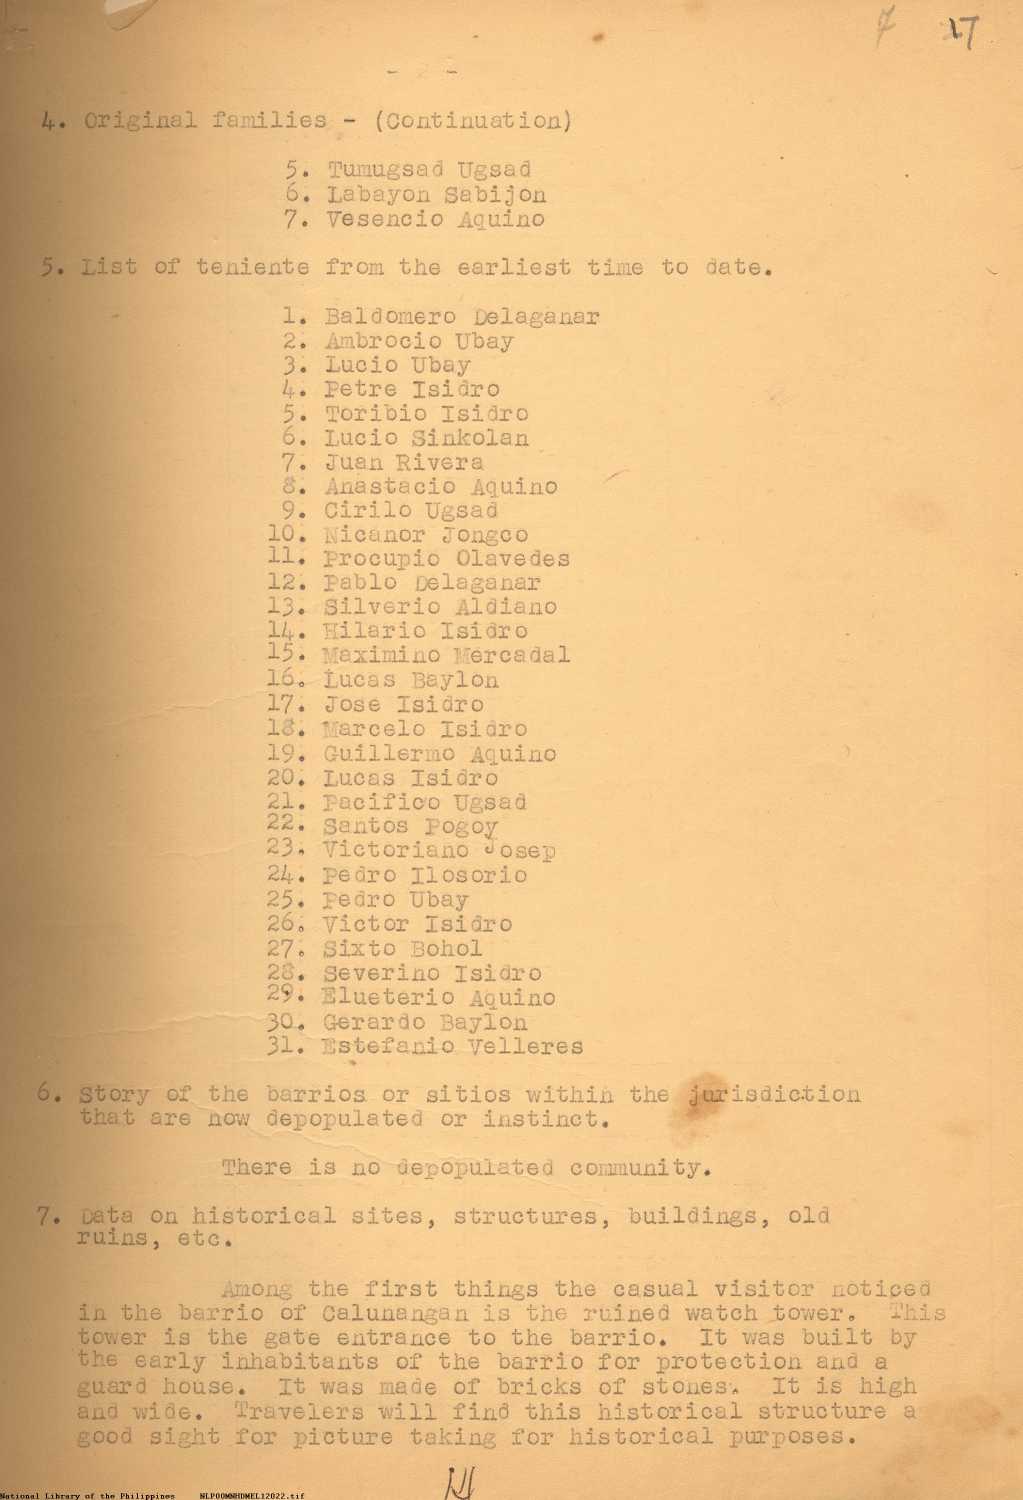 7 17
- -
4. Original families - (Continuation)
5. Tumugsad Ugsad
6. Labayon Sabijon
7. Vesencio Aquino
5. List of teniente from the earliest time to date.
1. Baldomero Delaganar
2. Ambrocio Ubay
3. Lucio Ubay
4. Petre Isidro
5. Toribio Isidro
6. Lucio Sinkolan
7. Juan Rivera
8. Anastacio Aquino
9. Cirilo Ugsad
10. Nicanor Jongco
11. Procupio Olavedes
12. Pablo Delaganar
13. Silverio Aldiano
14. Hilario Isidro
15. Maximino Mercadal
16. Lucas Baylon
17. Jose Isidro
18. Marcelo Isidro
19. Guillermo Aquino
20. Lucas Isidro
21. Pacifico Ugsad
22. Santos Pogoy
23. Victoriano Josep
24. Pedro Ilosorio
25. Pedro Ubay
26. Victor Isidro
27. Sixto Bohol
28. Severino Isidro
29. Elueterio Aquino
30. Gerardo Baylon
31. Estefanio Velleres
6. Story of the barrios or sitios within the jurisdiction
that are now depopulated or instinct.
There is no depopulated community.
7. Data on historical sites, structures, buildings, old
ruins, etc.
Among the first things the casual visitor noticed
in the barrio of Calunangan is the ruined watch tower. This
tower is the gate entrance to the barrio. It was built by
the early inhabitants of the barrio for protection and a
guard house. It was made of bricks of stones. It is high
and wide. Travelers will find this historical structure a
good sight for picture taking for historical purposes.
National Library of the Philippines NLPOOMNHDMEL12022.tif